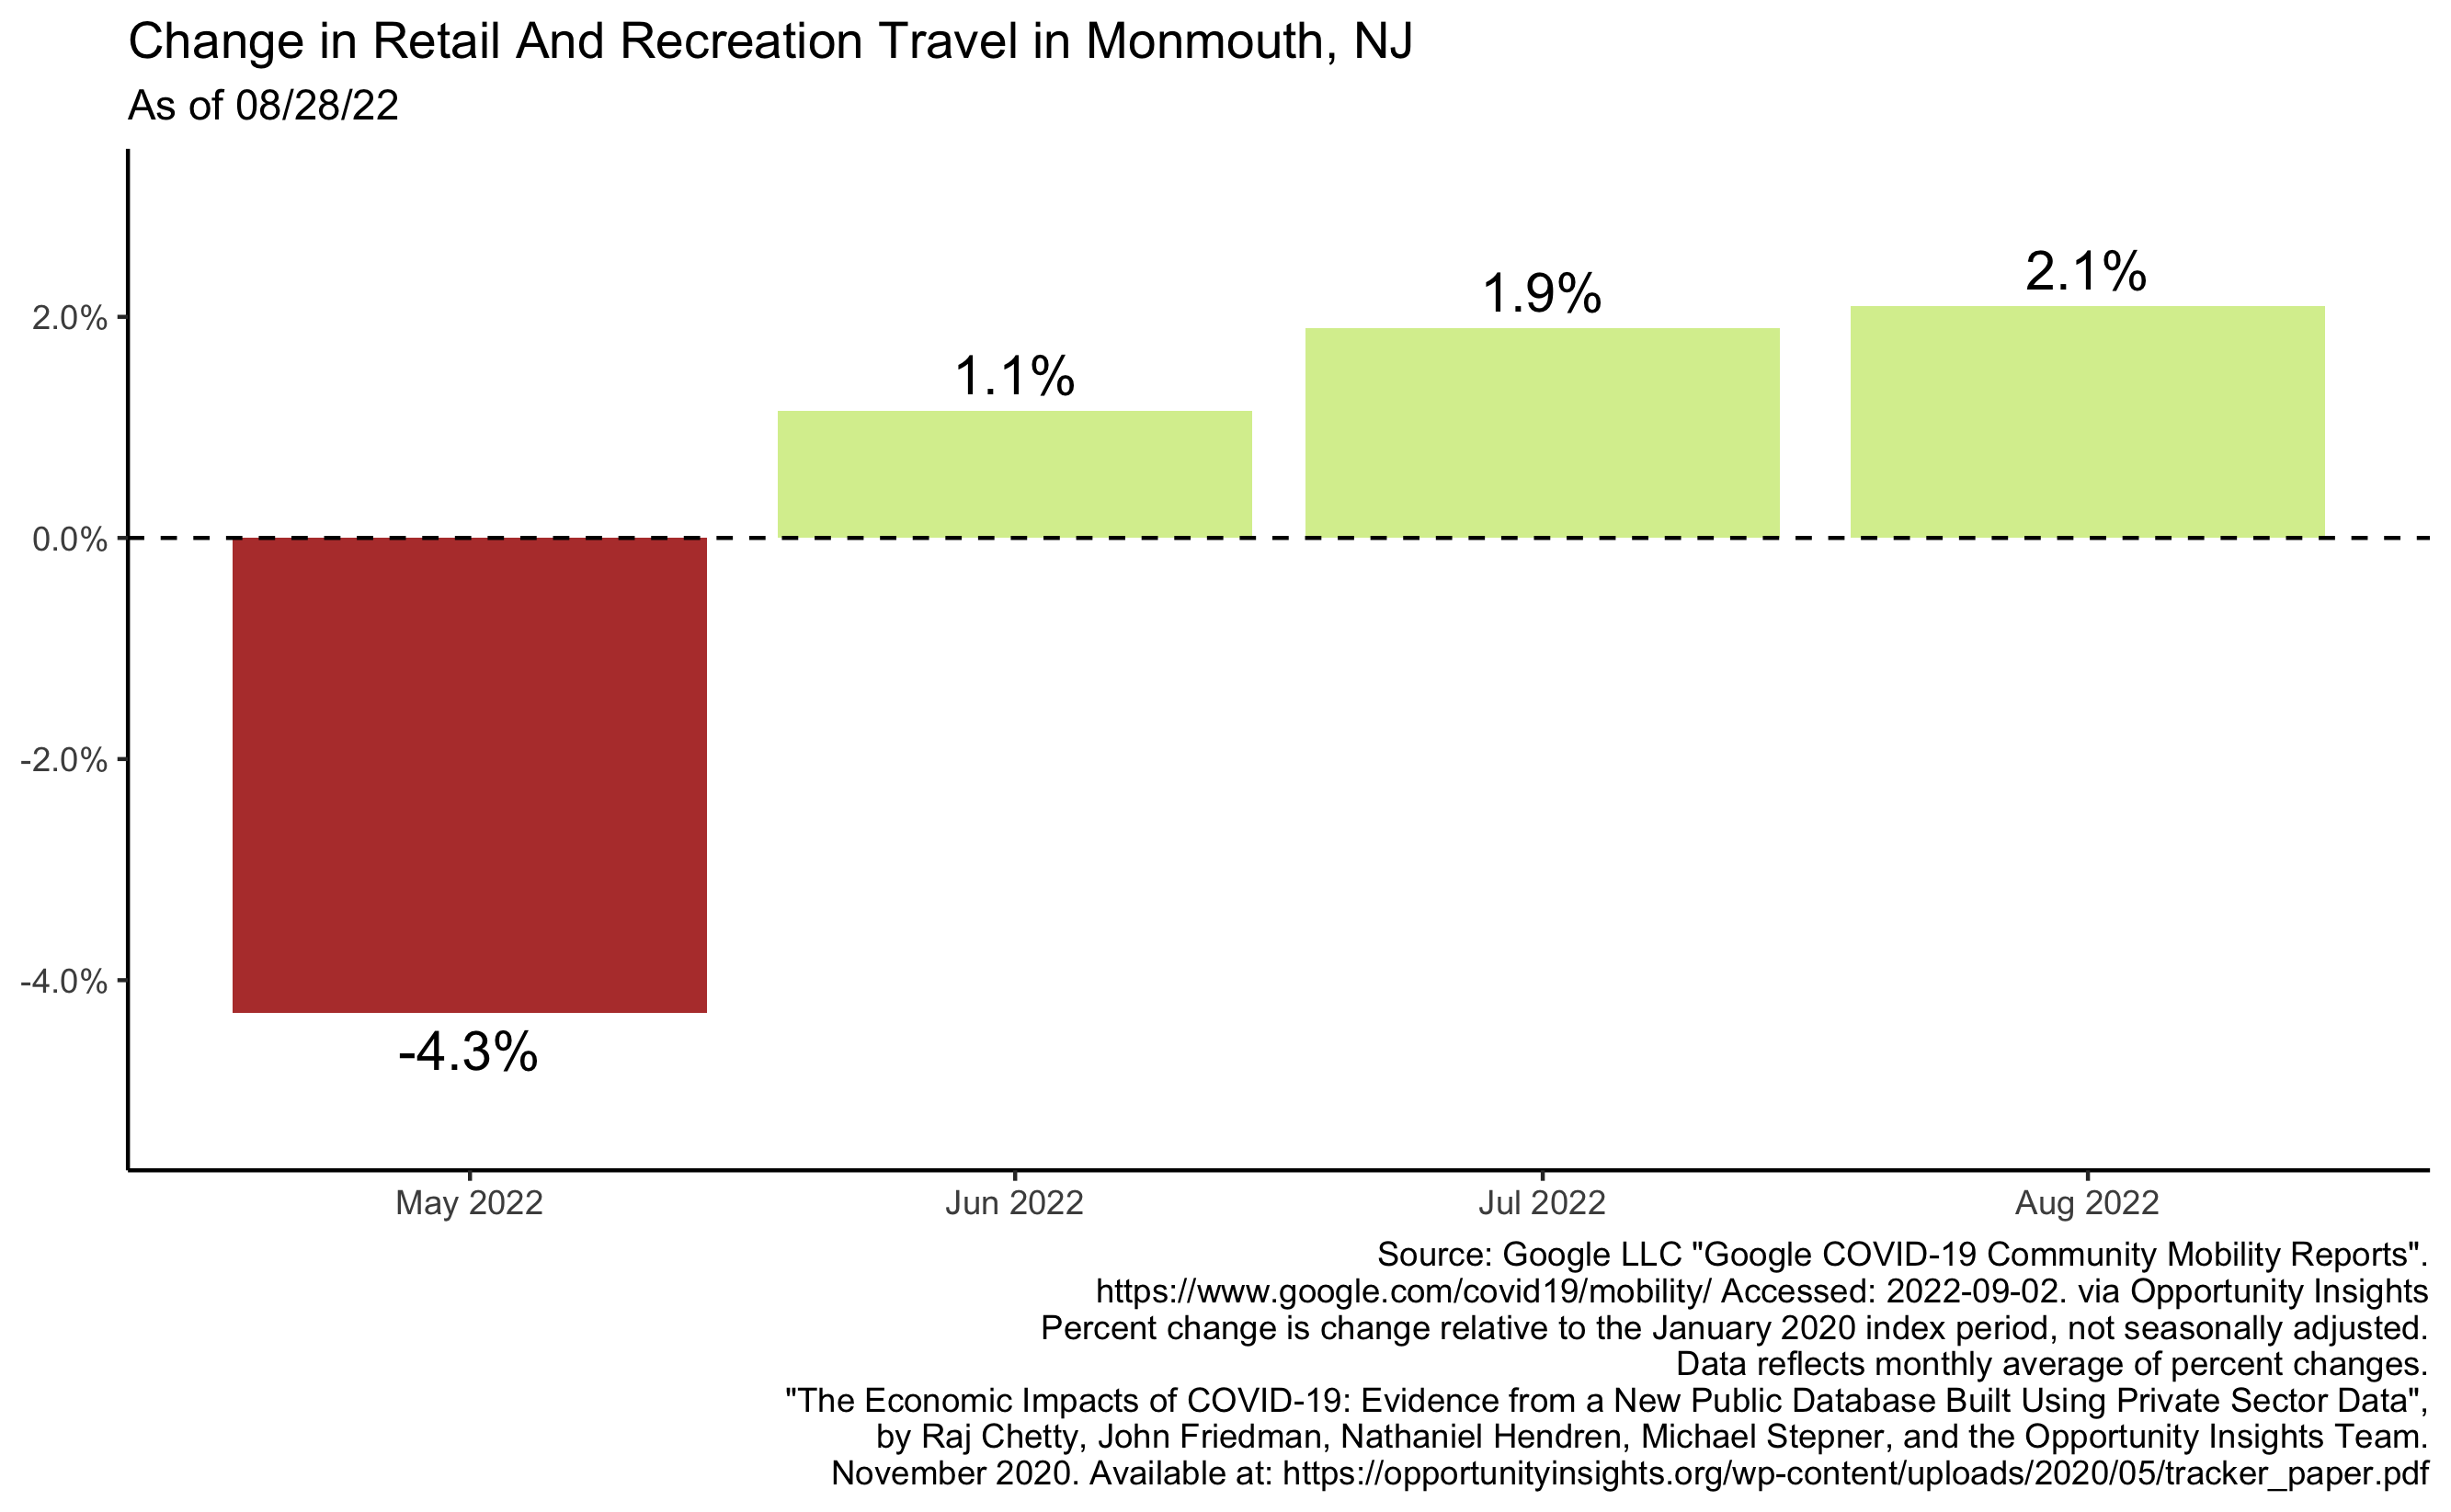 Change in Retail And Recreation Travel in Monmouth, NJ
As of 08/28/22
2.1%
1.9%
2.0%
1.1%
0.0%
-2.0%
-4.0%
-4.3%
May 2022
Jun 2022
Jul 2022
Aug 2022
Source: Google LLC "Google COVID-19 Community Mobility Reports".
https://www.google.com/covid19/mobility/ Accessed: 2022-09-02. via Opportunity Insights
Percent change is change relative to the January 2020 index period, not seasonally adjusted.
Data reflects monthly average of percent changes.
"The Economic Impacts of COVID-19: Evidence from a New Public Database Built Using Private Sector Data",
by Raj Chetty, John Friedman, Nathaniel Hendren, Michael Stepner, and the Opportunity Insights Team.
November 2020. Available at: https://opportunityinsights.org/wp-content/uploads/2020/05/tracker_paper.pdf